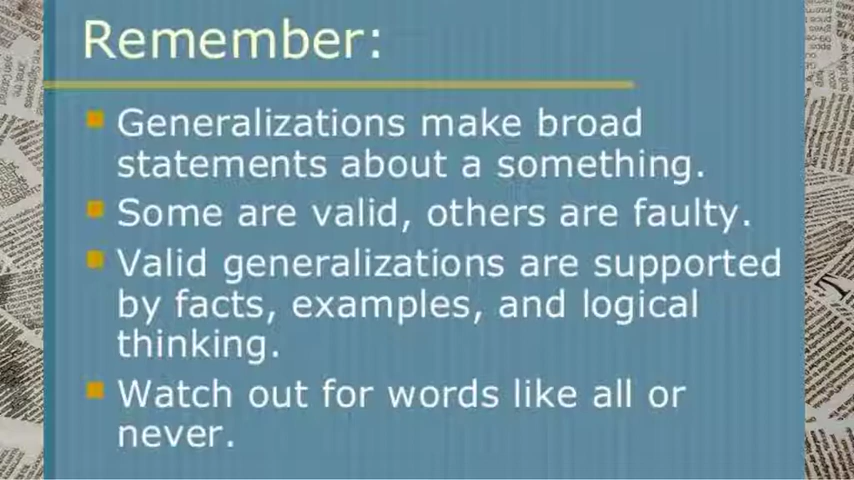 Remember:
Generalizations make broad
statements about a something.
Some are valid, others are faulty.
Valid generalizations are supported
by facts, examples, and logical
thinking.
Watch out for words like all or
never.